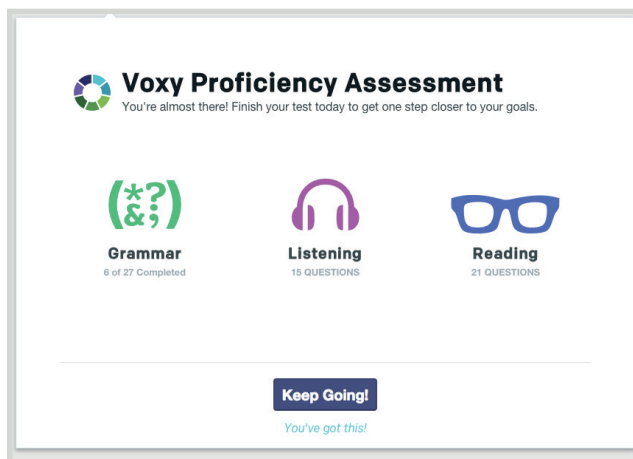 Voxy Proficiency Assessment
You're almost there! Finish your test today to get one step closer to your goals.
(*?&;)
Grammar
6 of 27 Completed
Listening
15 QUESTIONS
Reading
21 QUESTIONS
Keep Going!
You've got this!